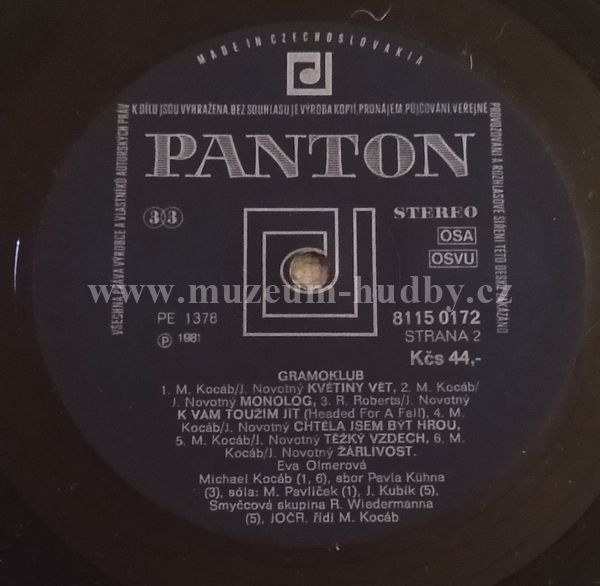 MADE IN CZECHOSLOVAKIA
VŠECHNA PRÁVA VÝROBCE A VLASTNÍKŮ AUTORSKÝCH PRÁV
K DÍLU JSOU VYHRAŽENA. BEZ SOUHLASU JE VÝROBA KOPIÍ, PRONÁJEM, PŮJČOVÁNÍ, VEŘEJNÉ
PROVOZOVÁNÍ A ROZHLASOVÉ ŠÍŘENÍ TÉTO DESKY ZAKÁZÁNO
PANTON
33
STEREO
OSA
OSVU
www.muzeum-hudby.cz
PE 1378
8115 0172
Ⓟ 1981
STRANA 2
Kčs 44,-
GRAMOKLUB
1. M. Kocáb/J. Novotný KVĚTINY VĚT, 2. M. Kocáb/
J. Novotný MONOLOG, 3. R. Roberts/J. Novotný
K VÁM TOUŽÍM JÍT (Headed For A Fall), 4. M.
Kocáb/J. Novotný CHTĚLA JSEM BÝT HROU,
5. M. Kocáb/J. Novotný TĚŽKÝ VZDECH, 6. M.
Kocáb/J. Novotný ŽÁRLIVOST.
Eva Olmerová
Michael Kocáb (1, 6), sbor Pavla Kühna
(3), sóla: M. Pavlíček (1), J. Kubík (5),
Smyčcová skupina R. Wiedermanna
(5), JOČR, řídí M. Kocáb